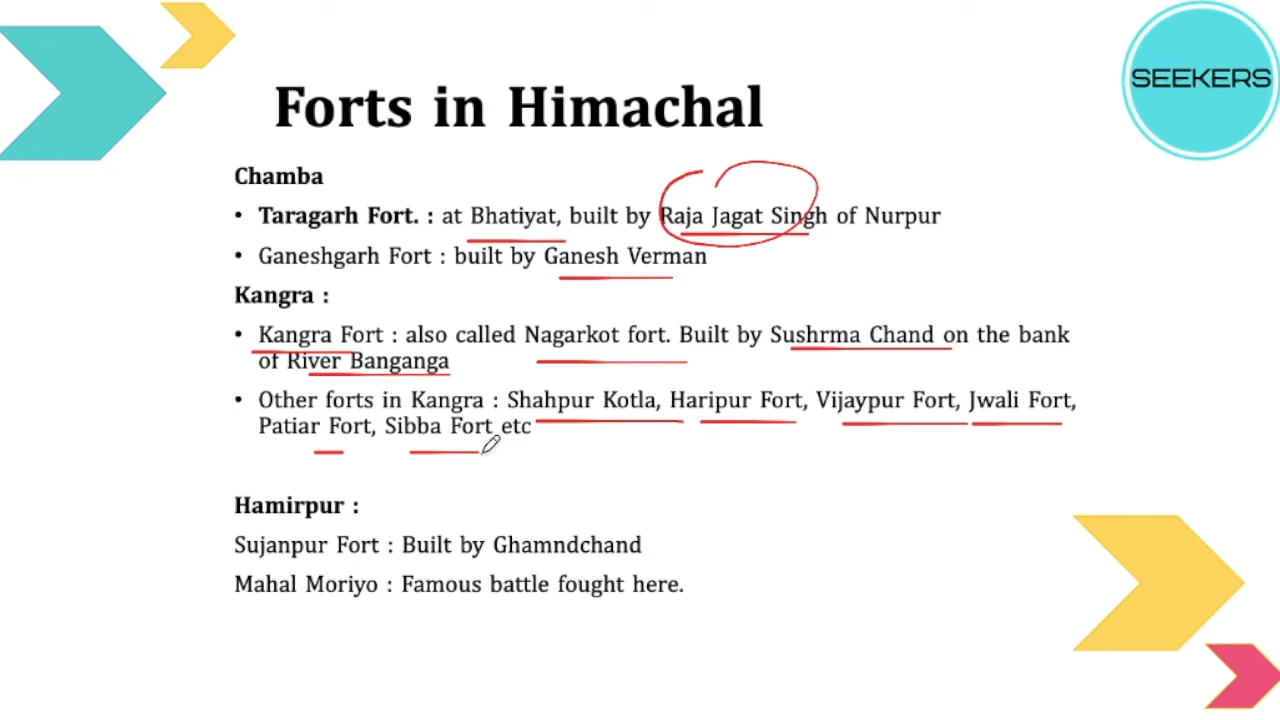 SEEKERS
Forts in Himachal
Chamba
• Taragarh Fort. : at Bhatiyat, built by Raja Jagat Singh of Nurpur
• Ganeshgarh Fort : built by Ganesh Verman
Kangra :
• Kangra Fort : also called Nagarkot fort. Built by Sushrma Chand on the bank
of River Banganga
• Other forts in Kangra : Shahpur Kotla, Haripur Fort, Vijaypur Fort, Jwali Fort,
Patiar Fort, Sibba Fort etc
Hamirpur :
Sujanpur Fort : Built by Ghamndchand
Mahal Moriyo : Famous battle fought here.